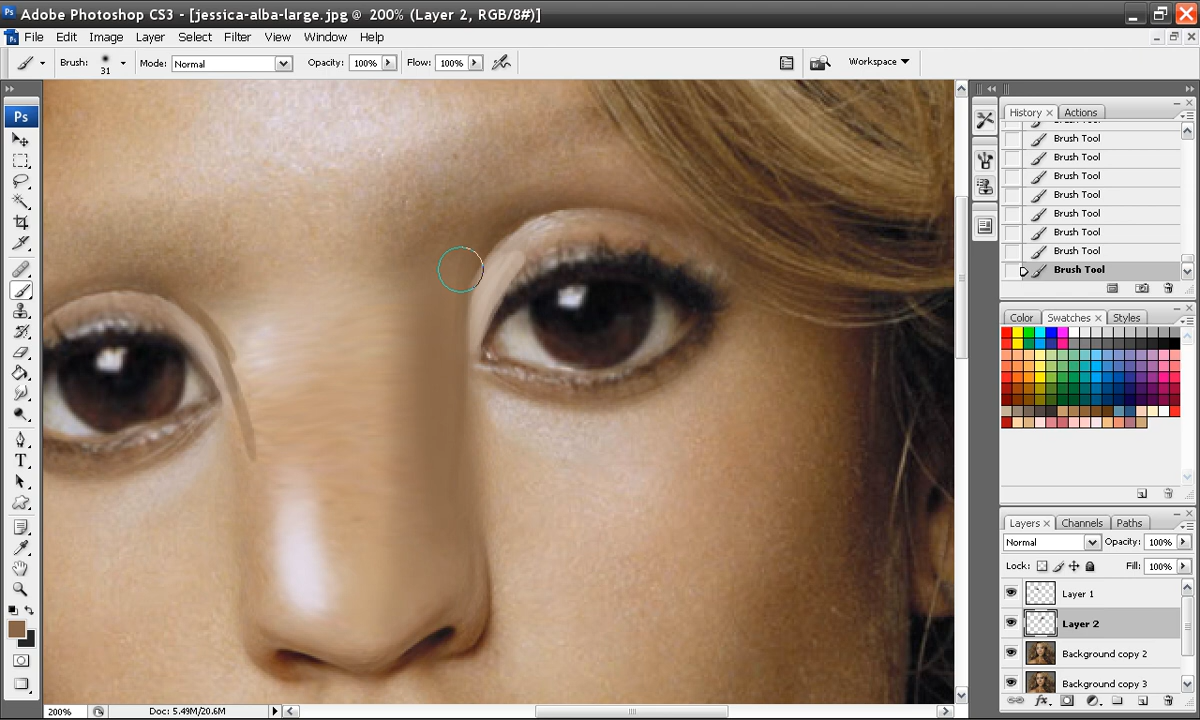 Adobe Photoshop CS3 - [jessica-alba-large.jpg @ 200% (Layer 2, RGB/8#)]
File Edit Image Layer Select Filter View Window Help
Brush: 31 Mode: Normal Opacity: 100% Flow: 100% Workspace
Ps
History x Actions
Brush Tool
Brush Tool
Brush Tool
Brush Tool
Brush Tool
Brush Tool
Brush Tool
Brush Tool
Color Swatches x Styles
T
Layers x Channels Paths
Normal Opacity: 100%
Lock: Fill: 100%
Layer 1
Layer 2
Background copy 2
Background copy 3
200% Doc: 5.49M/20.6M